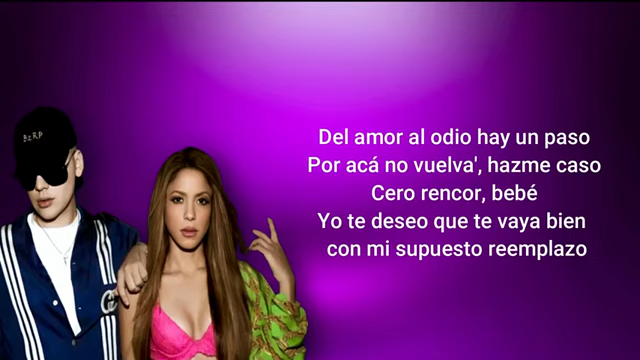 BZRP
Del amor al odio hay un paso
Por acá no vuelva', hazme caso
Cero rencor, bebé
Yo te deseo que te vaya bien
con mi supuesto reemplazo